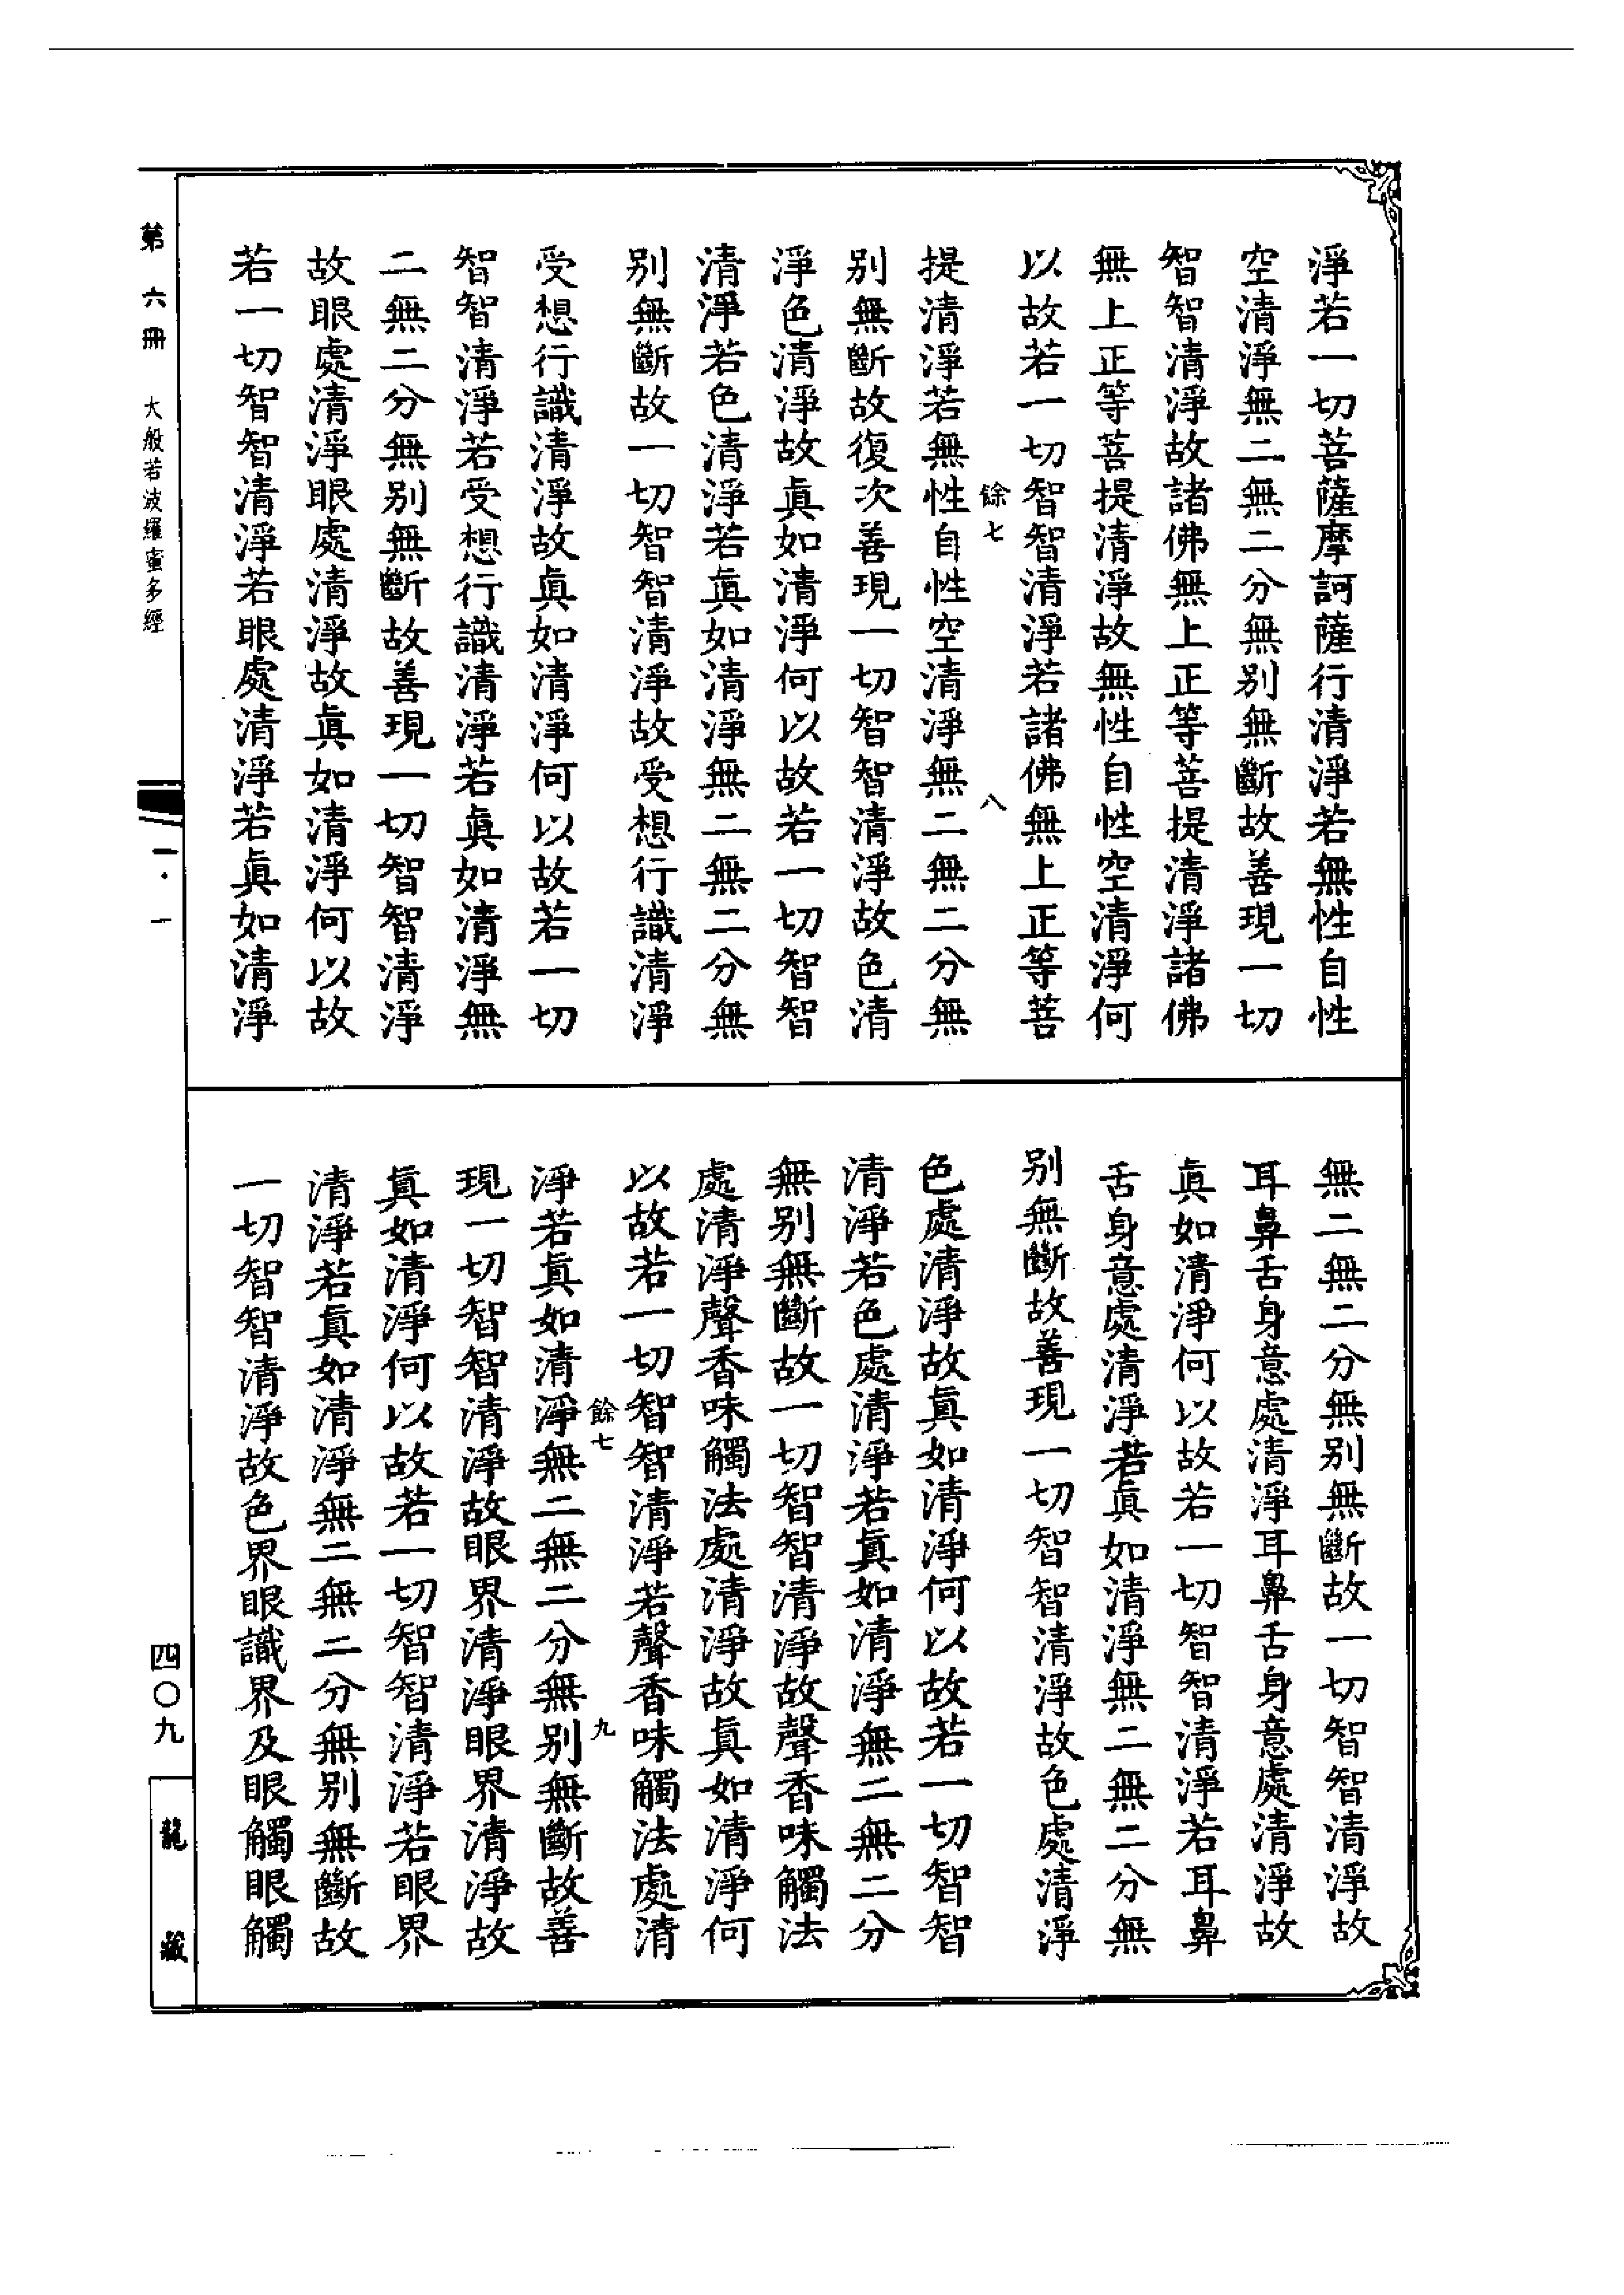 淨若一切菩薩摩訶薩行清淨若無性自性
空清淨無二無二分無別無斷故善現一切
智智清淨故諸佛無上正等菩提清淨諸佛
無上正等菩提清淨故無性自性空清淨何
以故若一切智智清淨若諸佛無上正等菩
餘七 八
提清淨若無性自性空清淨無二無二分無
別無斷故復次善現一切智智清淨故色清
淨色清淨故眞如清淨何以故若一切智智
清淨若色清淨若眞如清淨無二無二分無
別無斷故一切智智清淨故受想行識清淨
受想行識清淨故眞如清淨何以故若一切
智智清淨若受想行識清淨若眞如清淨無
二無二分無別無斷故善現一切智智清淨
故眼處清淨眼處清淨故眞如清淨何以故
若一切智智清淨若眼處清淨若眞如清淨
無二無二分無別無斷故一切智智清淨故
耳鼻舌身意處清淨耳鼻舌身意處清淨故
眞如清淨何以故若一切智智清淨若耳鼻
舌身意處清淨若眞如清淨無二無二分無
別無斷故善現一切智智清淨故色處清淨
色處清淨故眞如清淨何以故若一切智智
清淨若色處清淨若眞如清淨無二無二分
無別無斷故一切智智清淨故聲香味觸法
處清淨聲香味觸法處清淨故眞如清淨何
以故若一切智智清淨若聲香味觸法處清
餘七 九
淨若眞如清淨無二無二分無別無斷故善
現一切智智清淨故眼界清淨眼界清淨故
眞如清淨何以故若一切智智清淨若眼界
清淨若眞如清淨無二無二分無別無斷故
一切智智清淨故色界眼識界及眼觸眼觸
第六冊 大般若波羅蜜多經
一·一
四〇九
龍藏